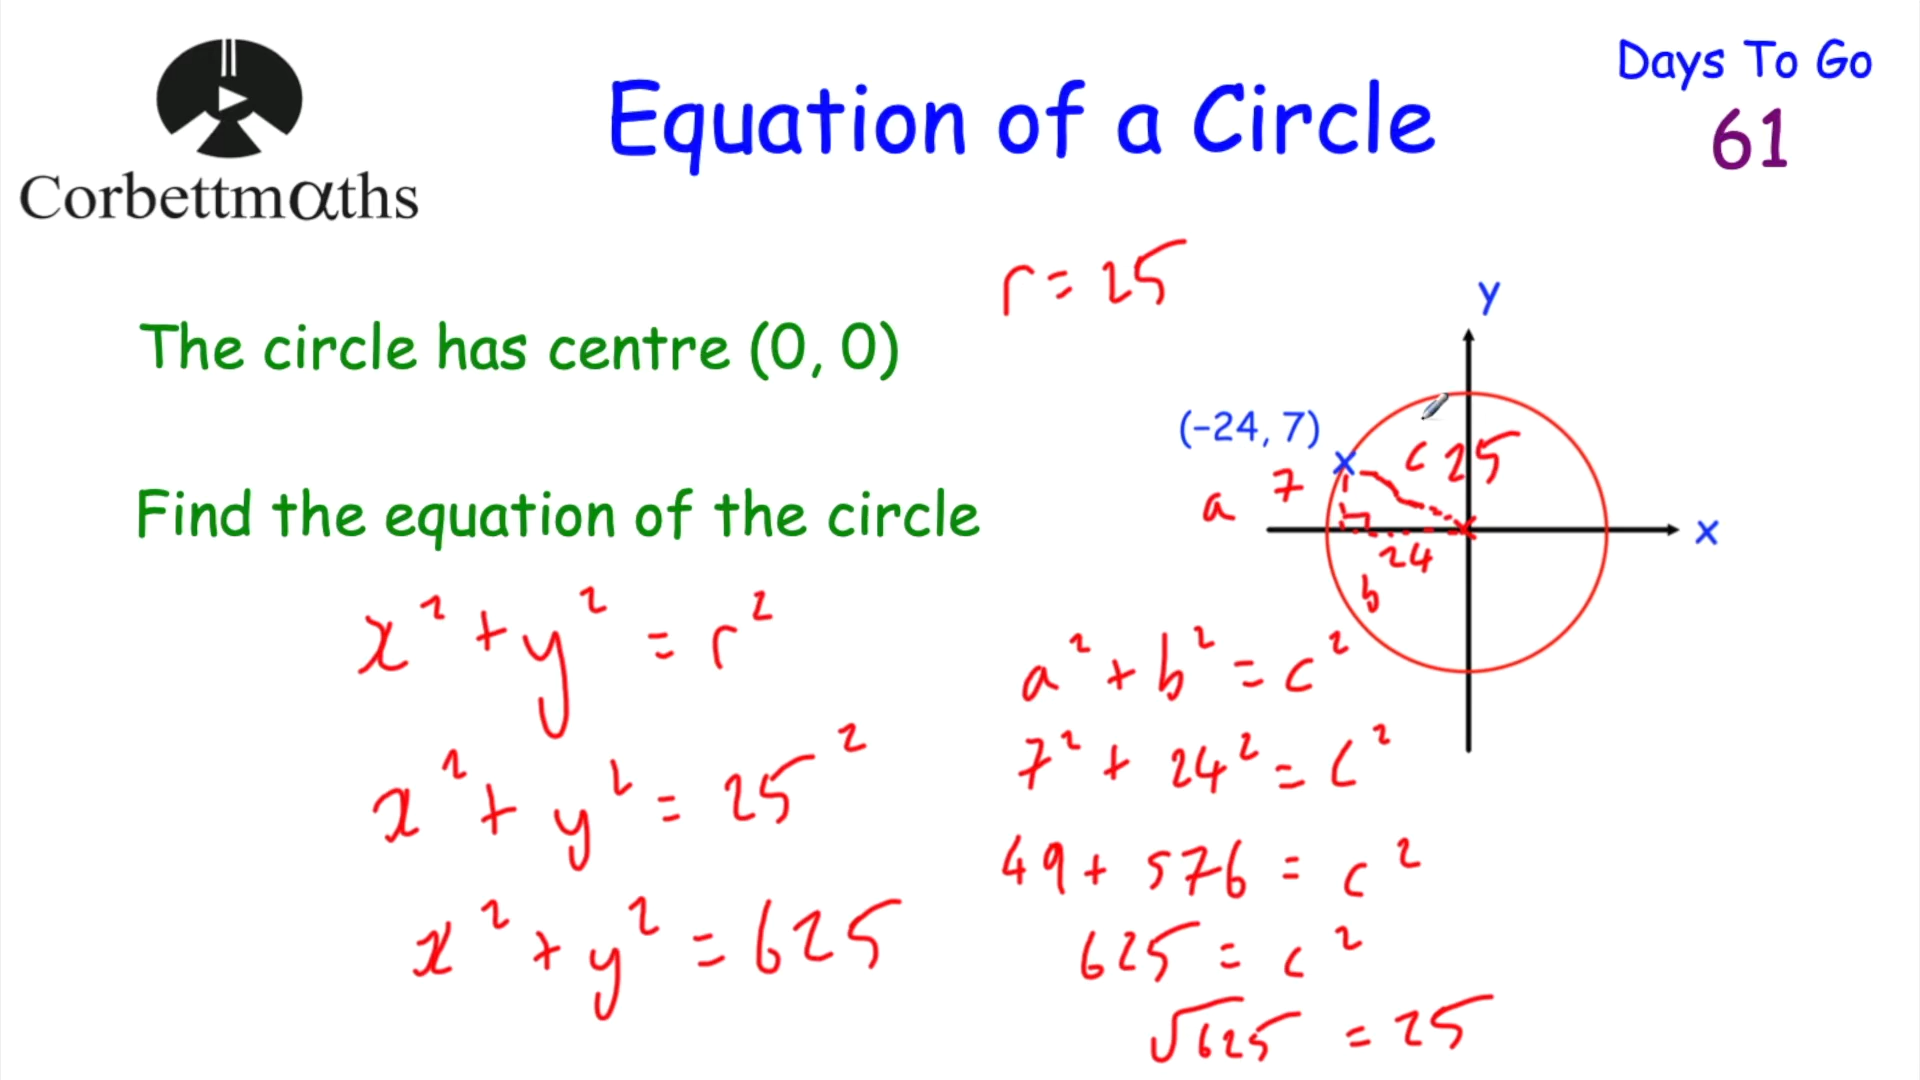 Corbettmαths
Equation of a Circle
Days To Go
61
r = 25
The circle has centre (0, 0)
Find the equation of the circle
x² + y² = r²
x² + y² = 25²
x² + y² = 625
y
(-24, 7)
x
c 25
7
a
x
24
b
a² + b² = c²
7² + 24² = c²
49 + 576 = c²
625 = c²
√625 = 25